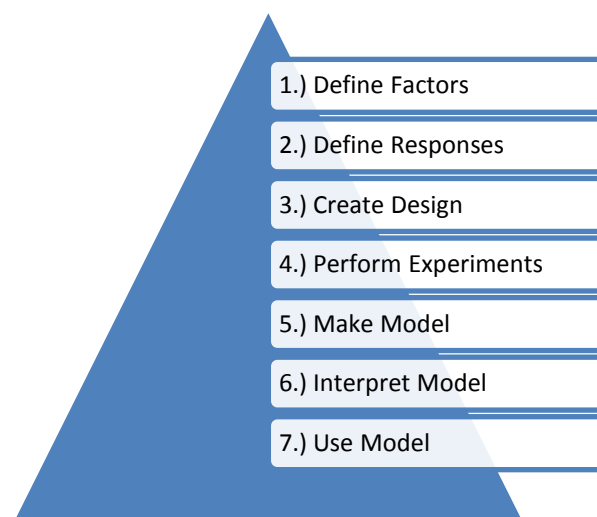 1.) Define Factors
2.) Define Responses
3.) Create Design
4.) Perform Experiments
5.) Make Model
6.) Interpret Model
7.) Use Model